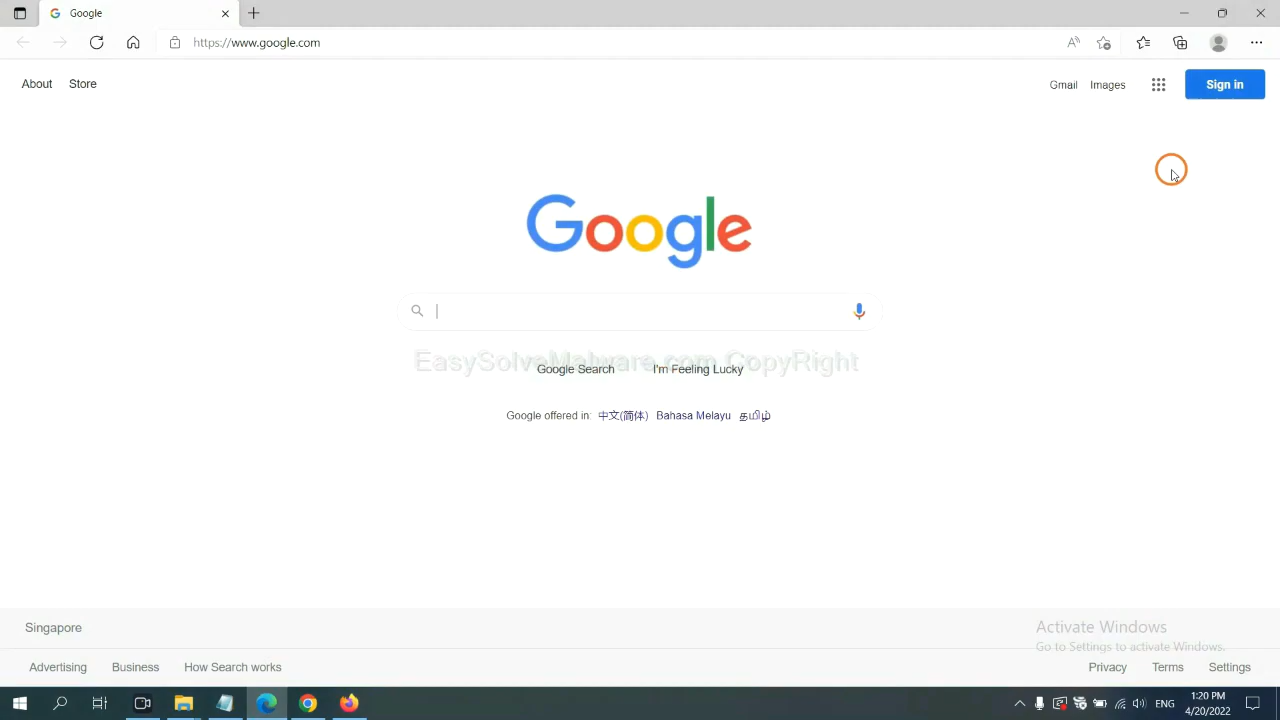 Google
https://www.google.com
About Store
Gmail Images Sign in
Google
EasySolveMalware.com CopyRight
Google Search I'm Feeling Lucky
Google offered in: 中文(简体) Bahasa Melayu தமிழ்
Singapore
Activate Windows
Go to Settings to activate Windows.
Advertising Business How Search works
Privacy Terms Settings
ENG
1:20 PM
4/20/2022